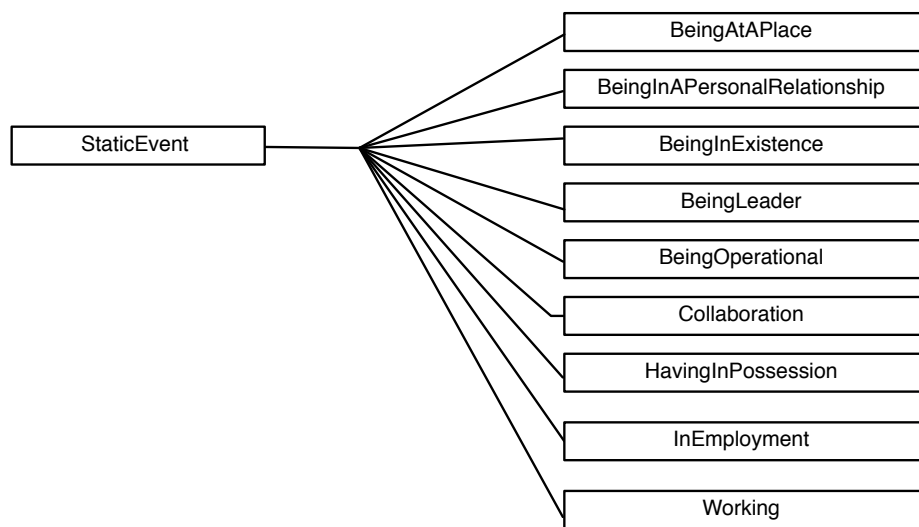 StaticEvent
BeingAtAPlace
BeingInAPersonalRelationship
BeingInExistence
BeingLeader
BeingOperational
Collaboration
HavingInPossession
InEmployment
Working